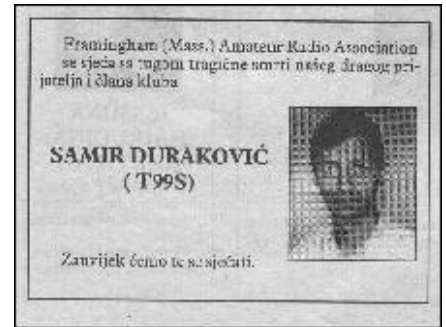 Framingham (Mass.) Amateur Radio Association
se sjeća sa tugom tragične smrti našeg dragog pri-
jatelja i člana kluba
SAMIR DURAKOVIĆ
( T99S)
Zauvijek ćemo te se sjećati.